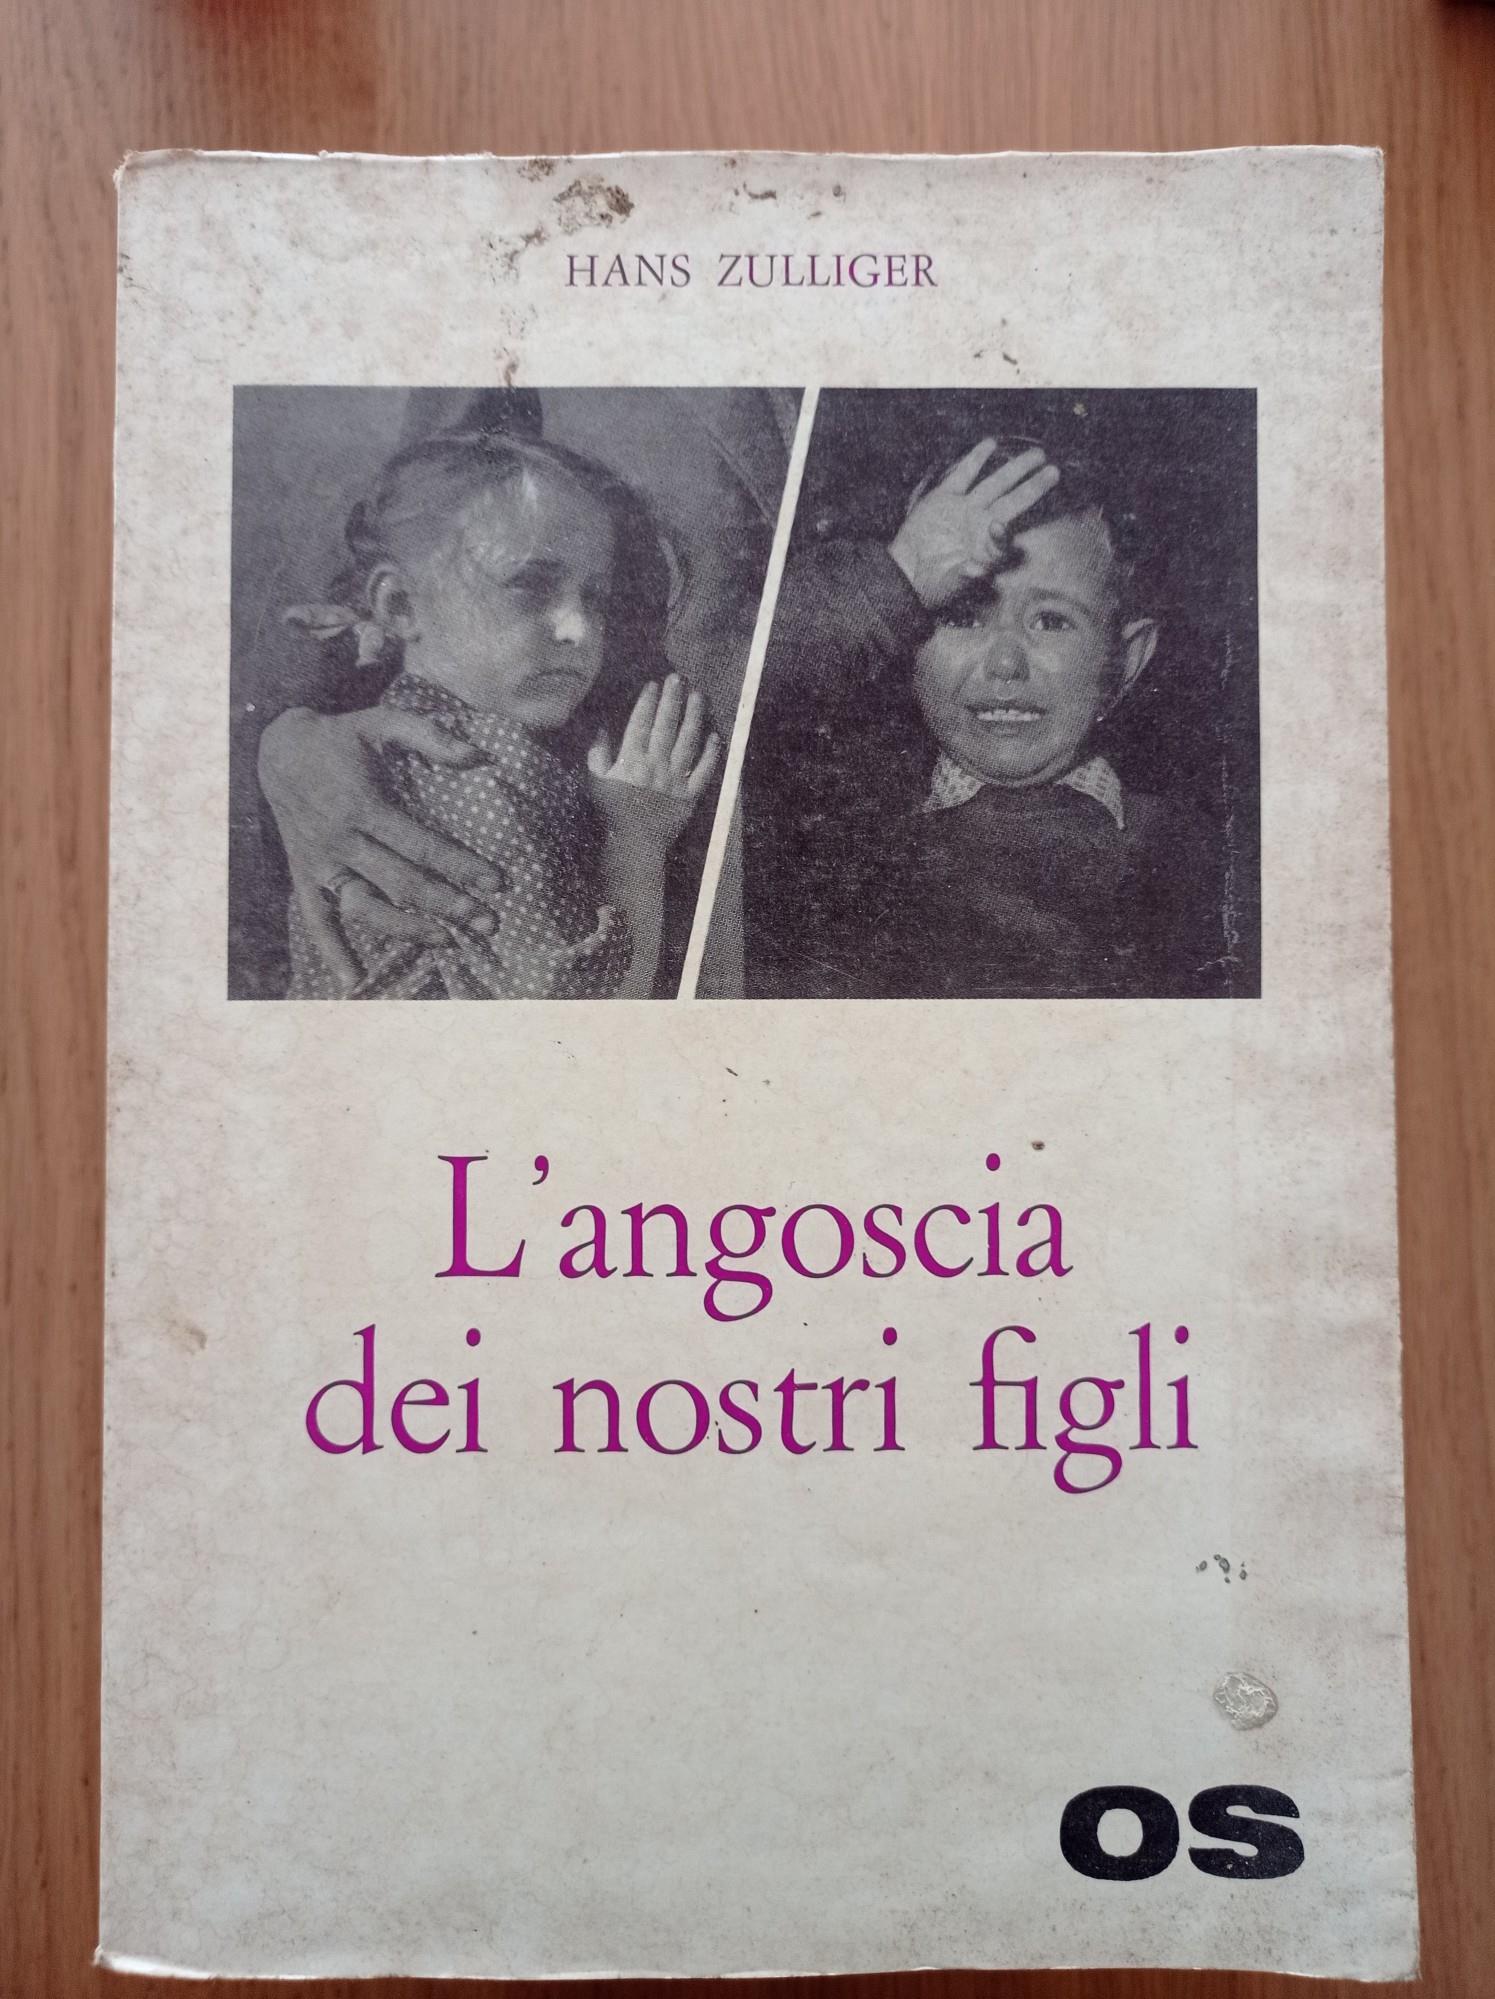 HANS ZULLIGER
L'angoscia
dei nostri figli
OS